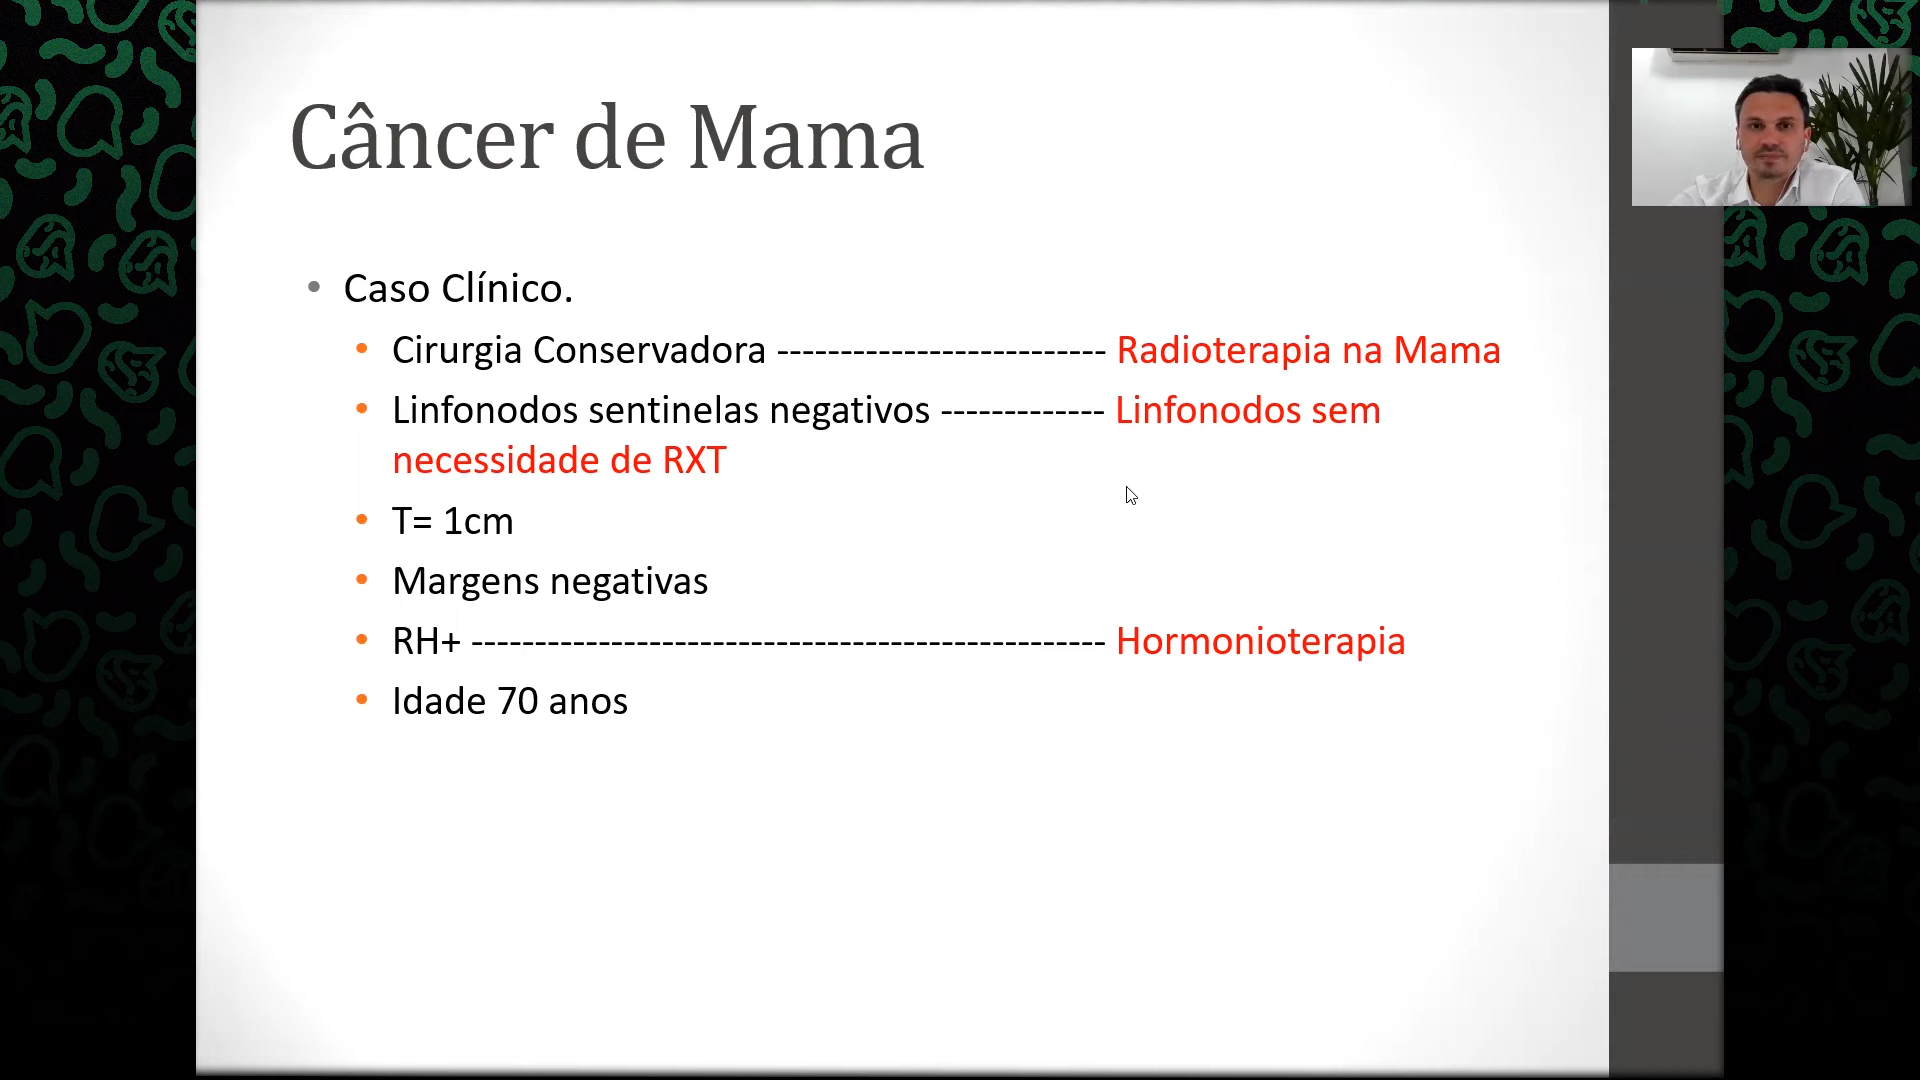 Câncer de Mama
• Caso Clínico.
• Cirurgia Conservadora -------------------------- Radioterapia na Mama
• Linfonodos sentinelas negativos ------------- Linfonodos sem
necessidade de RXT
• T= 1cm
• Margens negativas
• RH+ -------------------------------------------------- Hormonioterapia
• Idade 70 anos